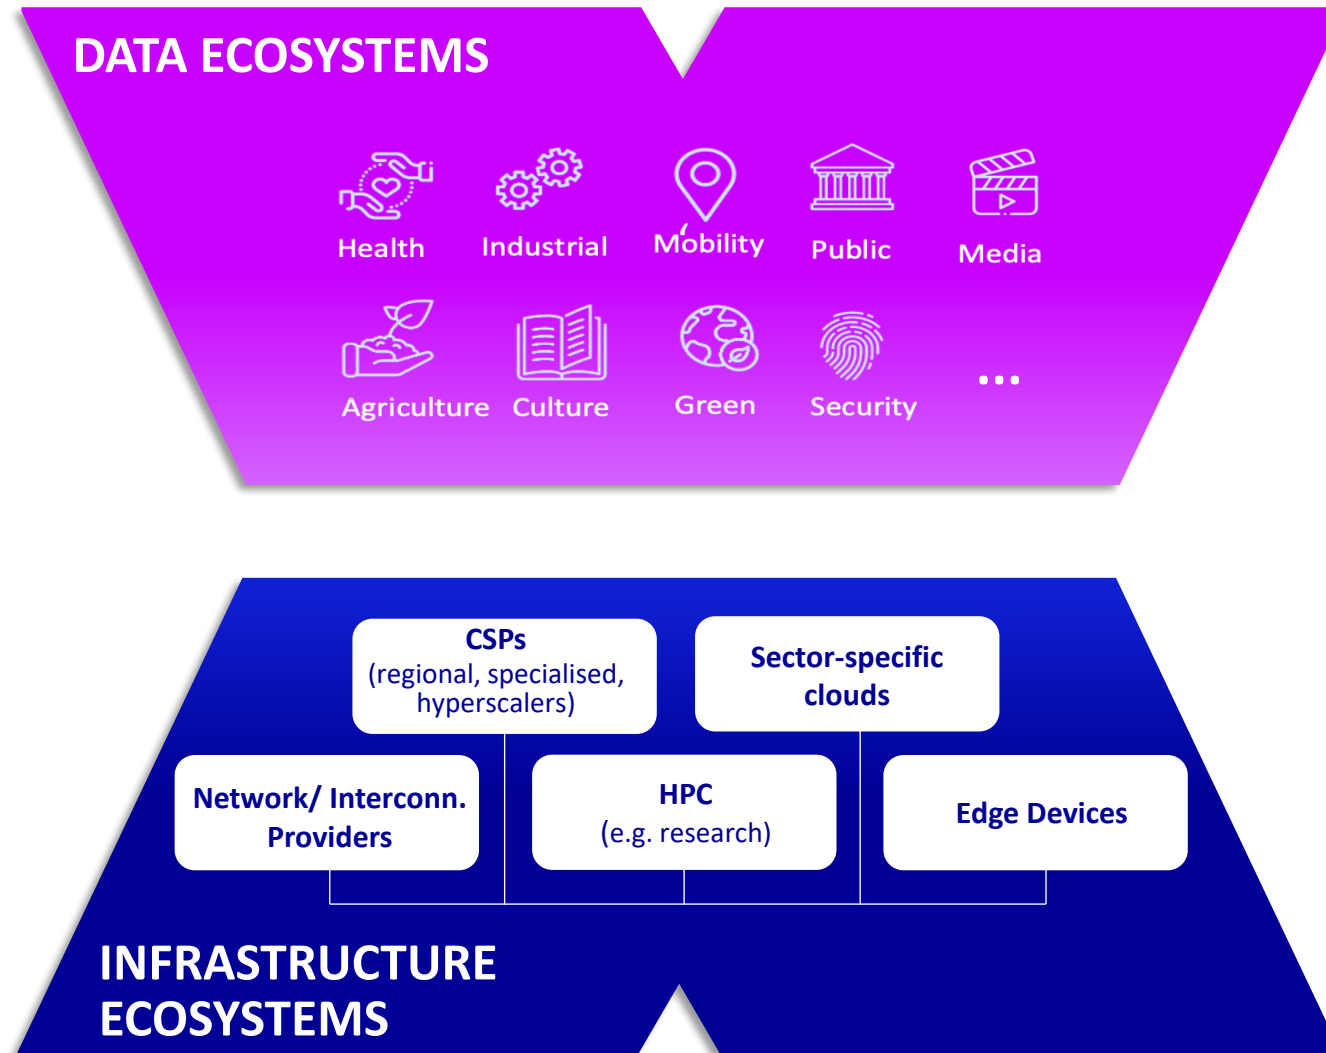 DATA ECOSYSTEMS
Health
Industrial
Mobility
Public
Media
Agriculture
Culture
Green
Security
...
CSPs
(regional, specialised,
hyperscalers)
Sector-specific
clouds
Network/ Interconn.
Providers
HPC
(e.g. research)
Edge Devices
INFRASTRUCTURE
ECOSYSTEMS